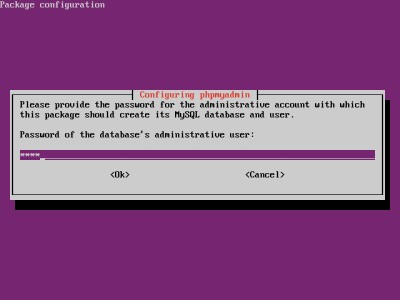 Package configuration
Configuring phpmyadmin
Please provide the password for the administrative account with which
this package should create its MySQL database and user.
Password of the database's administrative user:
****
<Ok> <Cancel>